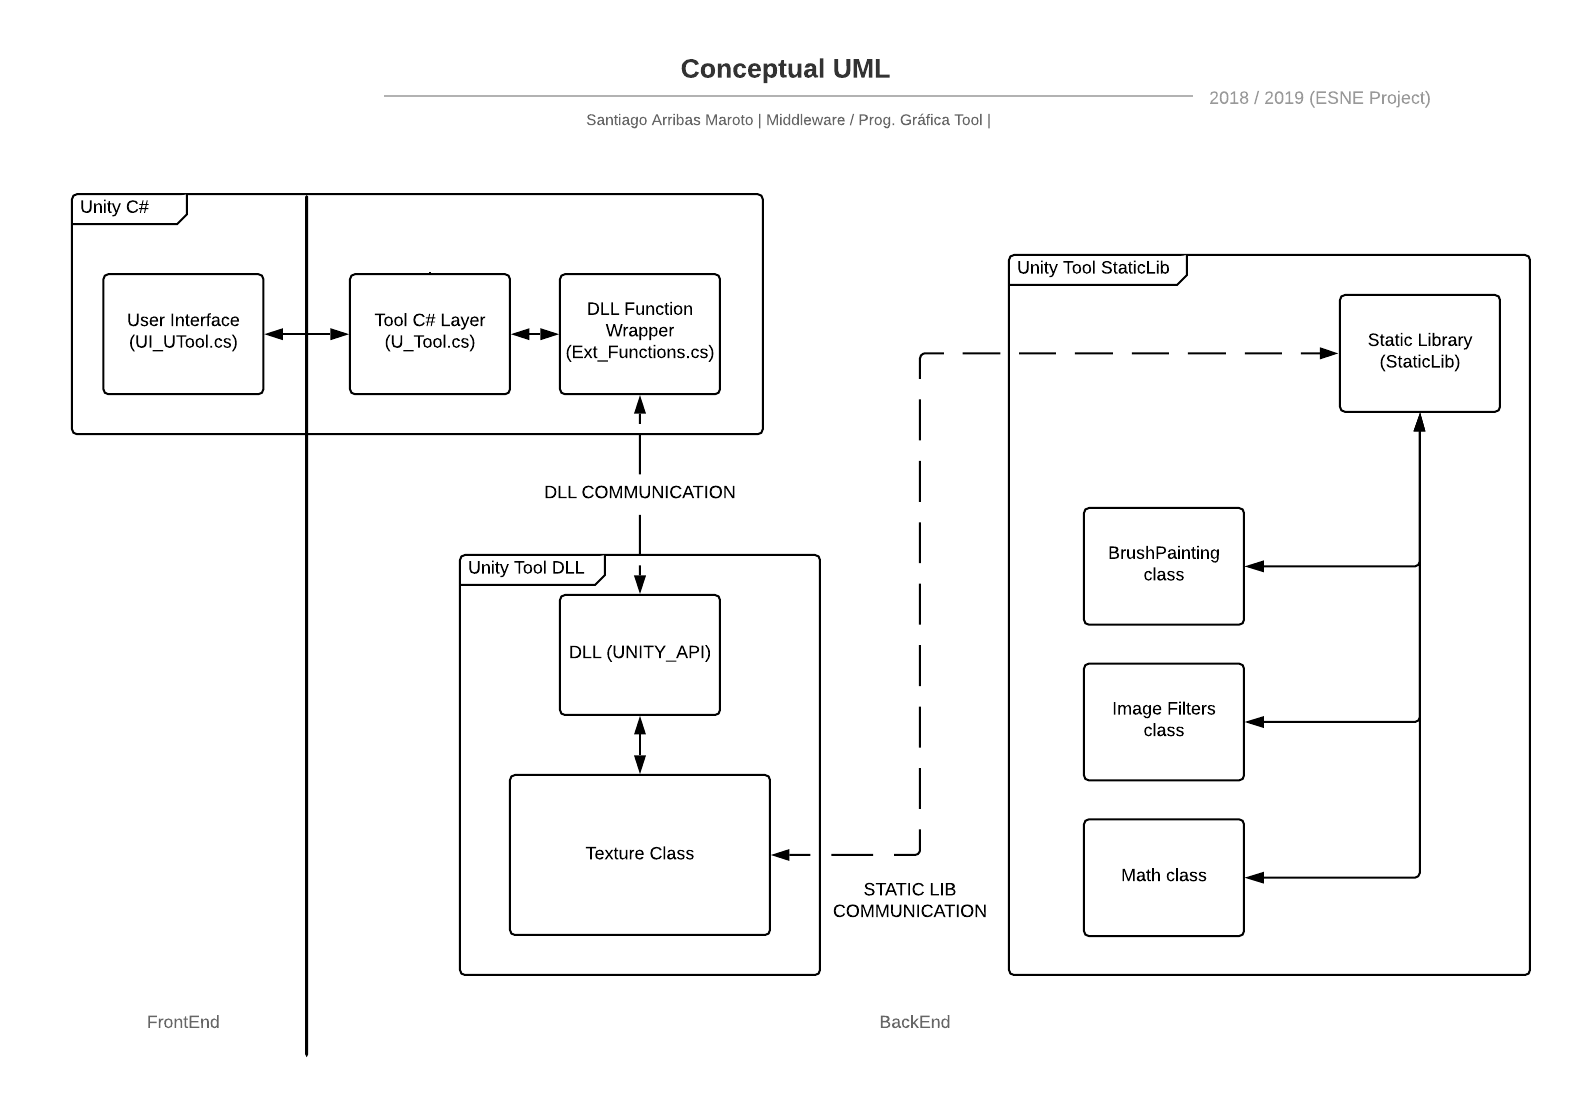 Conceptual UML
2018 / 2019 (ESNE Project)
Santiago Arribas Maroto | Middleware / Prog. Gráfica Tool |
Unity C#
User Interface
(UI_UTool.cs)
Tool C# Layer
(U_Tool.cs)
DLL Function
Wrapper
(Ext_Functions.cs)
DLL COMMUNICATION
Unity Tool DLL
DLL (UNITY_API)
Texture Class
STATIC LIB
COMMUNICATION
Unity Tool StaticLib
Static Library
(StaticLib)
BrushPainting
class
Image Filters
class
Math class
FrontEnd
BackEnd